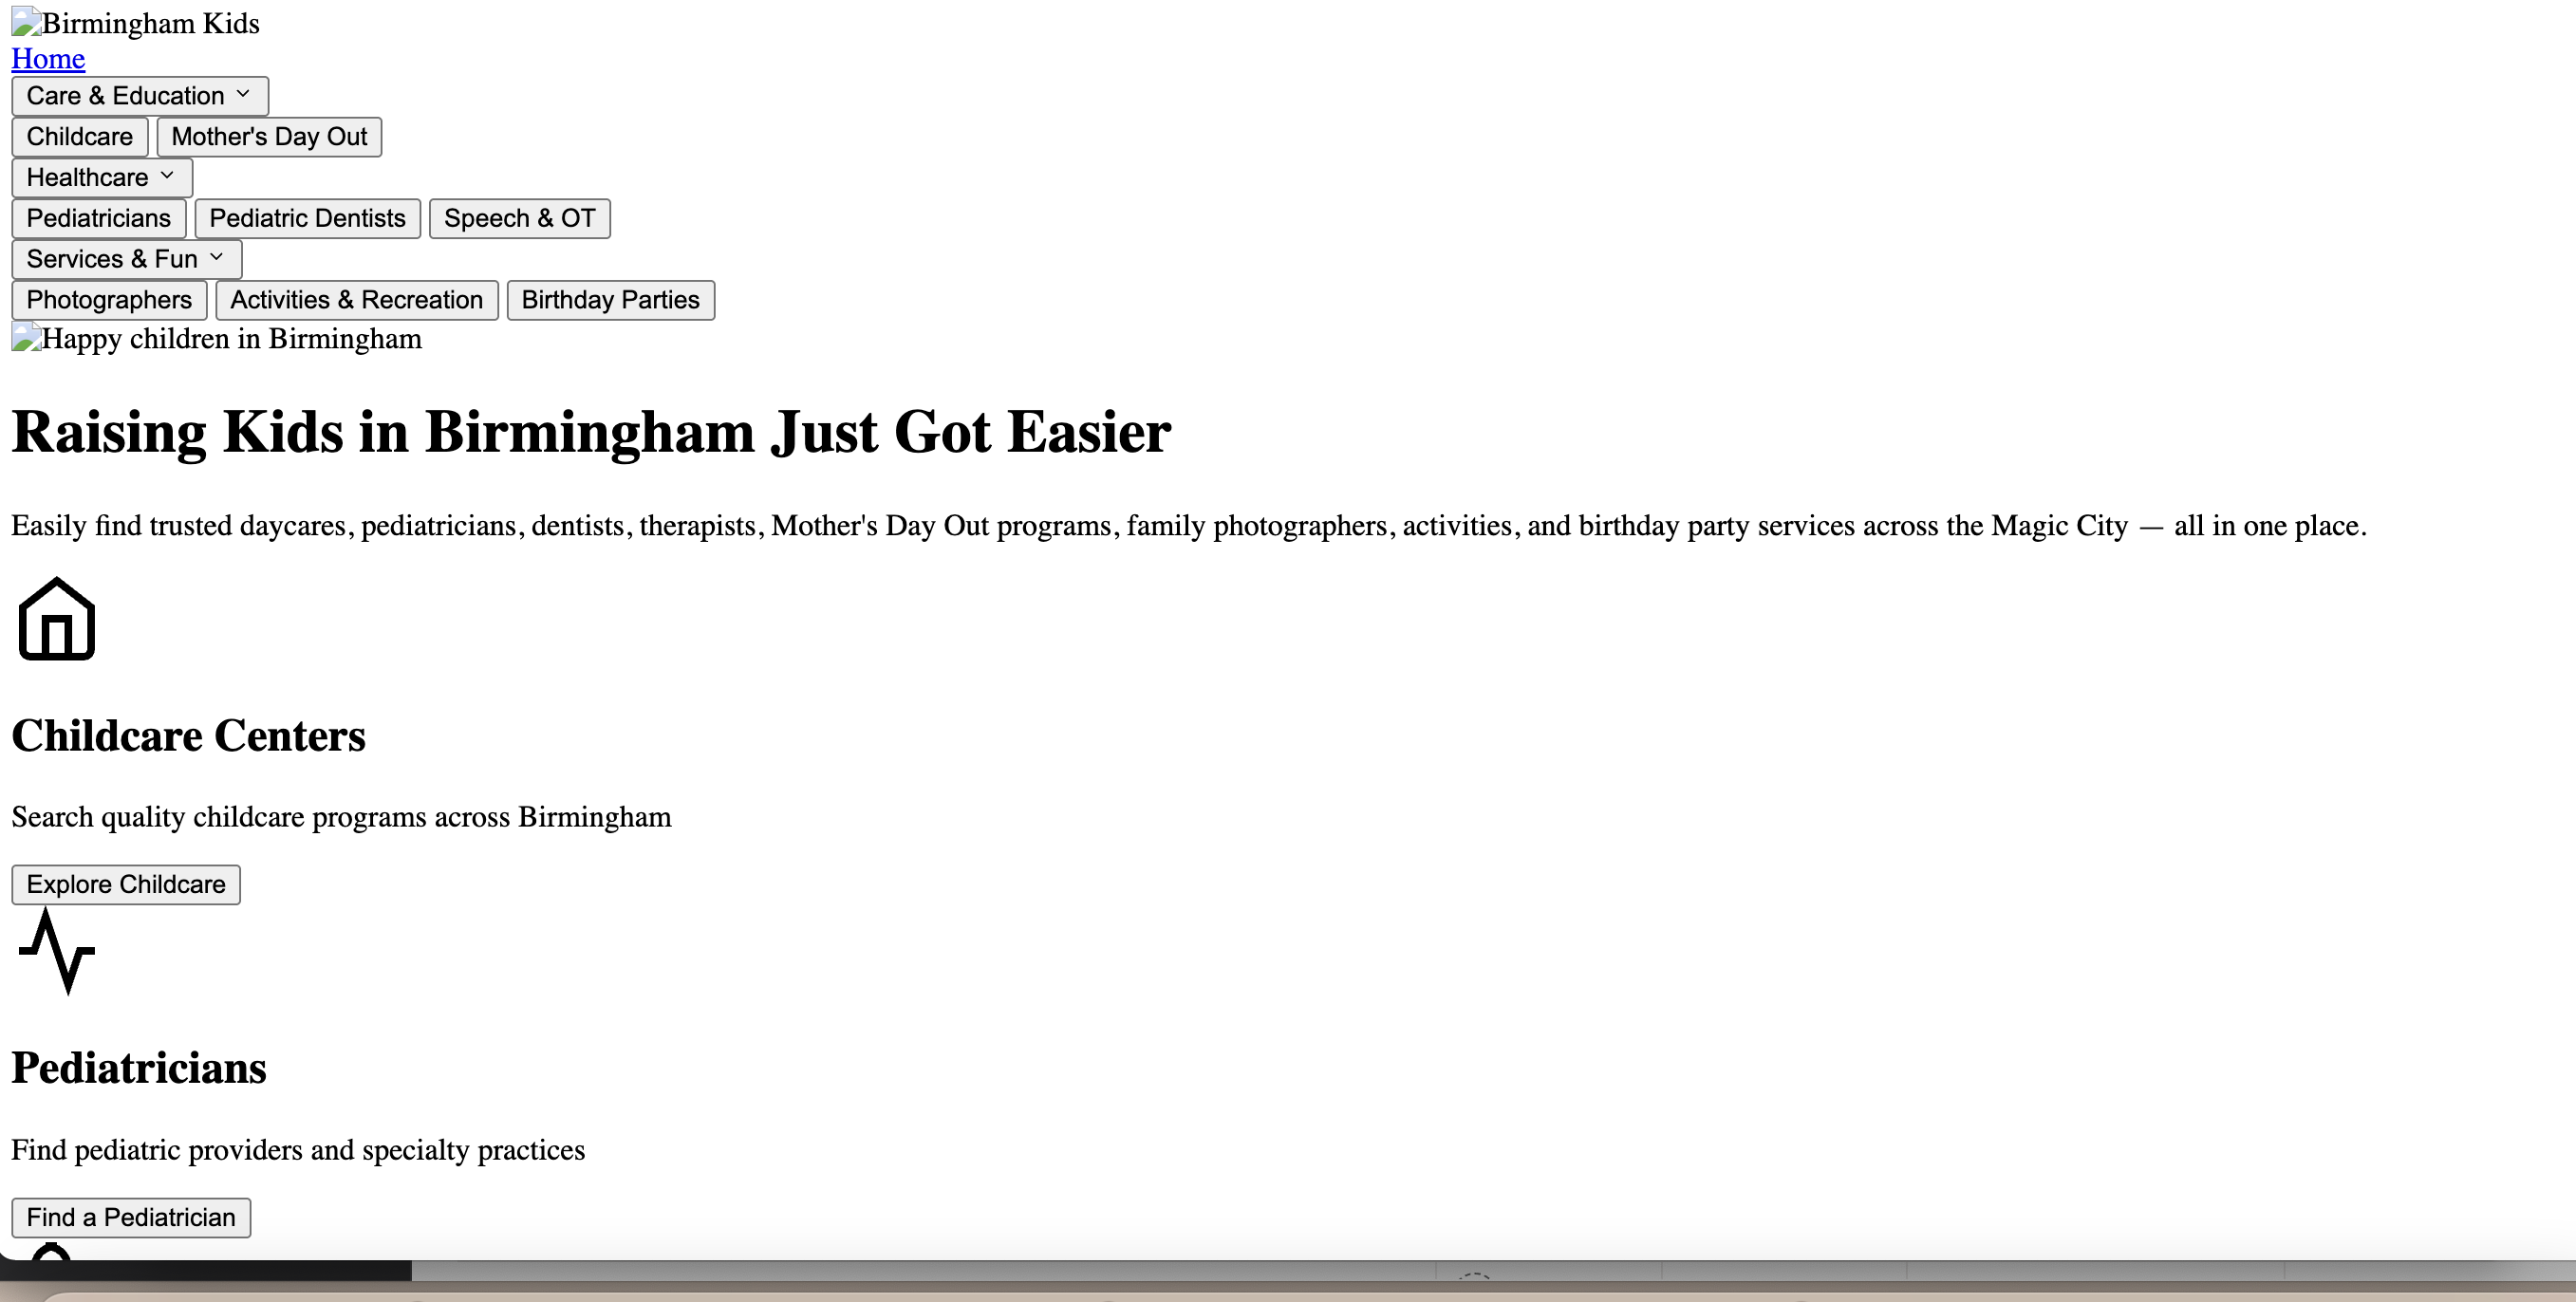 Birmingham Kids
Home
Care & Education
Childcare Mother's Day Out
Healthcare
Pediatricians Pediatric Dentists Speech & OT
Services & Fun
Photographers Activities & Recreation Birthday Parties
Happy children in Birmingham
Raising Kids in Birmingham Just Got Easier
Easily find trusted daycares, pediatricians, dentists, therapists, Mother's Day Out programs, family photographers, activities, and birthday party services across the Magic City — all in one place.
Childcare Centers
Search quality childcare programs across Birmingham
Explore Childcare
Pediatricians
Find pediatric providers and specialty practices
Find a Pediatrician